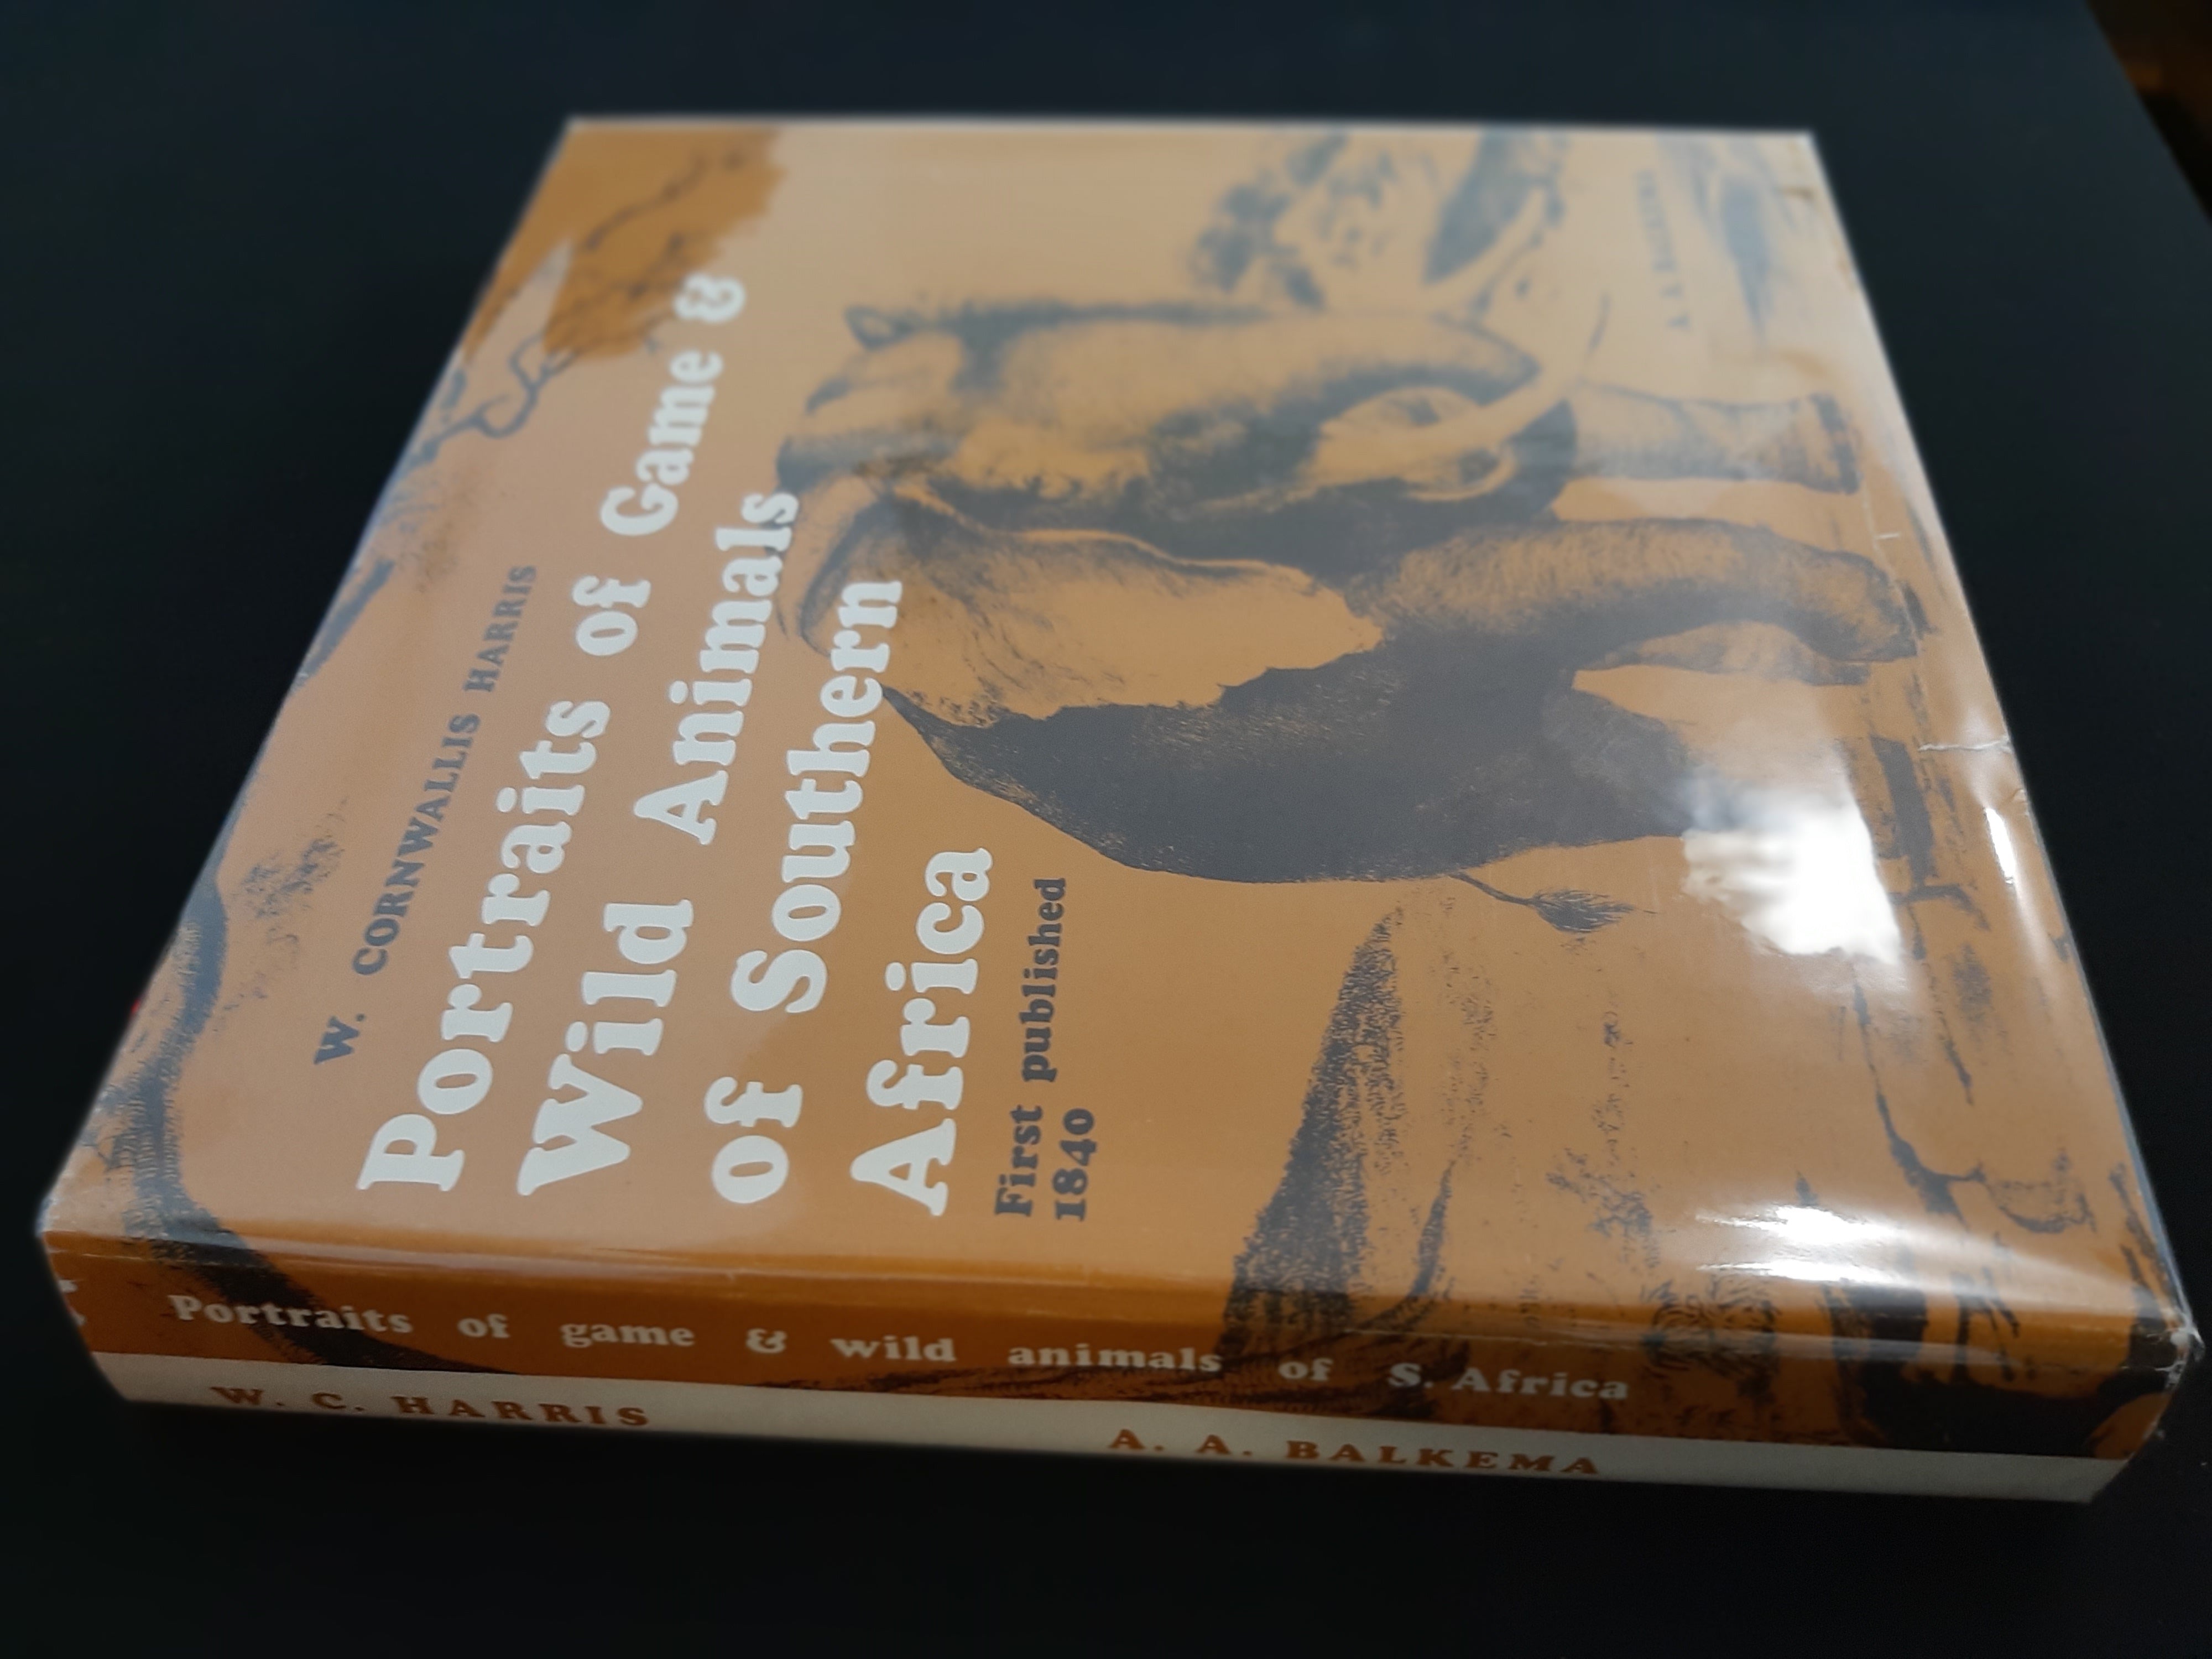 W. CORNWALLIS HARRIS
Portraits of Game &
Wild Animals
of Southern
Africa
First published
1840
A. A. BALKEMA
Portraits of game & wild animals of S. Africa
W. C. HARRIS
A. A. BALKEMA